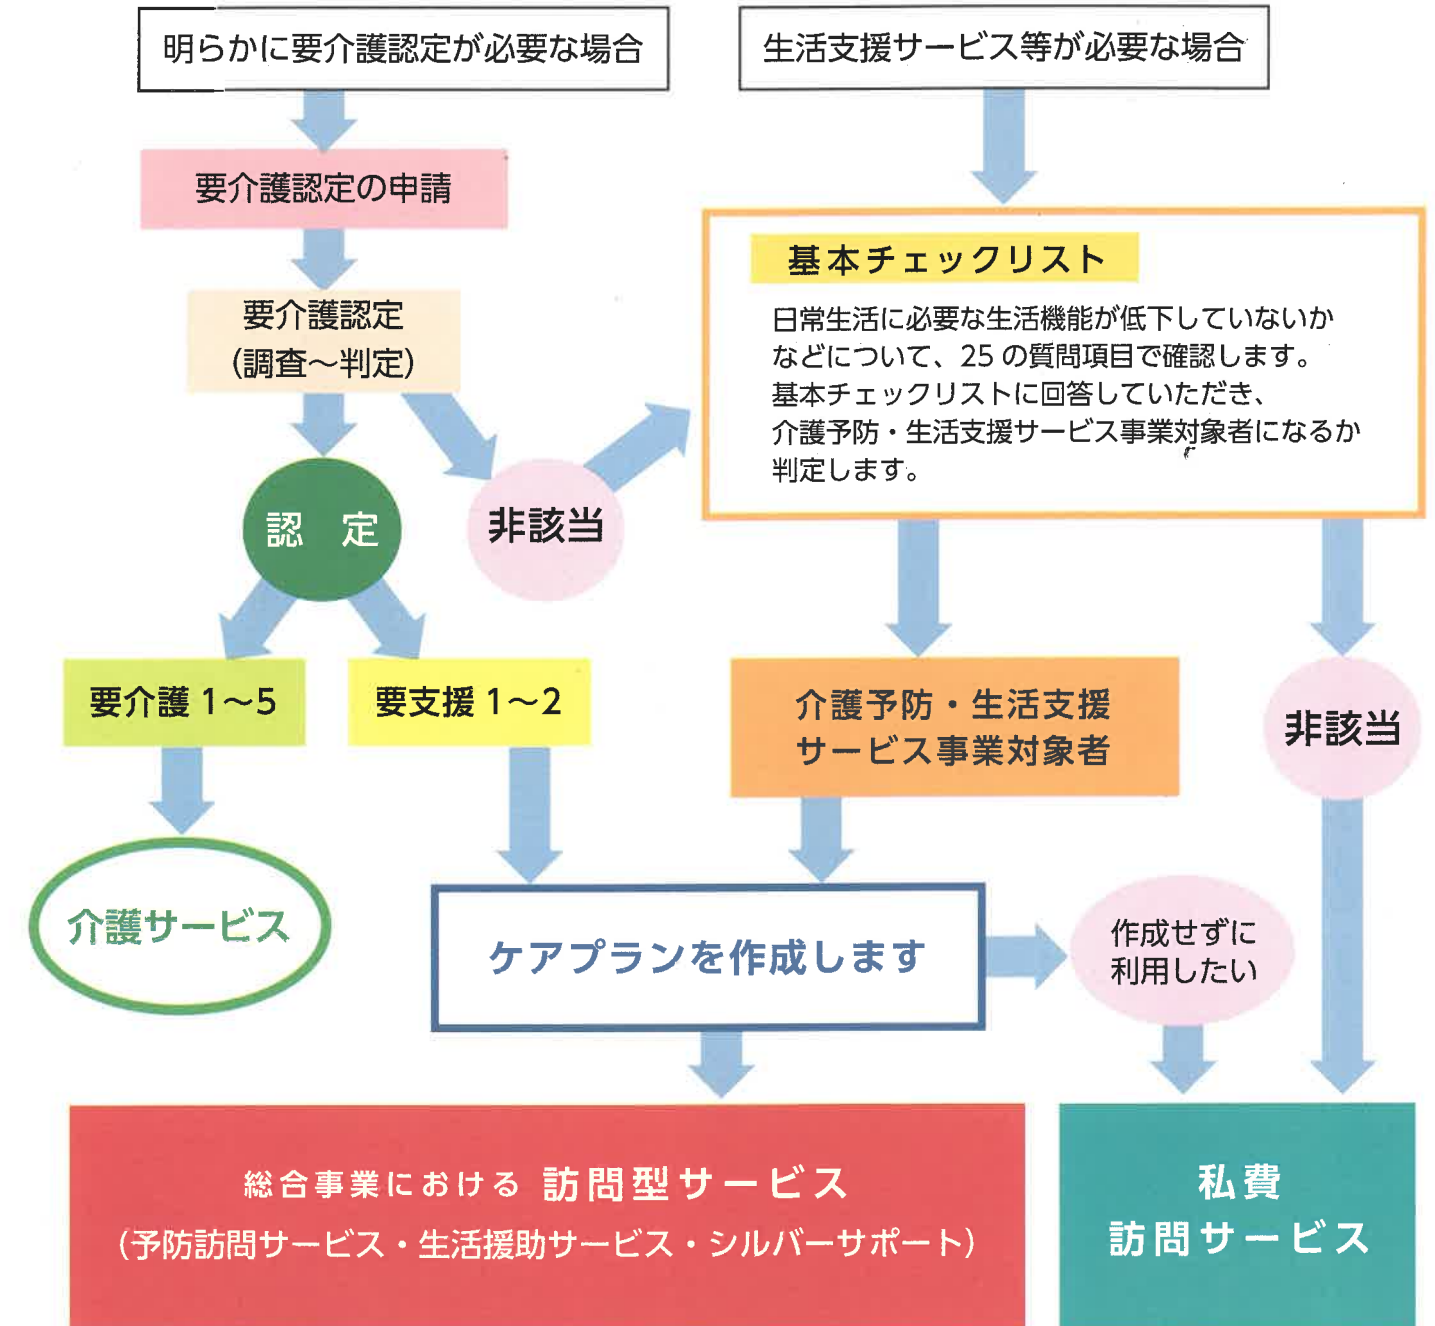 明らかに要介護認定が必要な場合
生活支援サービス等が必要な場合
要介護認定の申請
要介護認定
（調査～判定）
基本チェックリスト
日常生活に必要な生活機能が低下していないか
などについて、25 の質問項目で確認します。
基本チェックリストに回答していただき、
介護予防・生活支援サービス事業対象者になるか
判定します。
認 定
非該当
要介護 1～5
要支援 1～2
介護予防・生活支援
サービス事業対象者
非該当
介護サービス
ケアプランを作成します
作成せずに
利用したい
総合事業における 訪問型サービス
（予防訪問サービス・生活援助サービス・シルバーサポート）
私費
訪問サービス